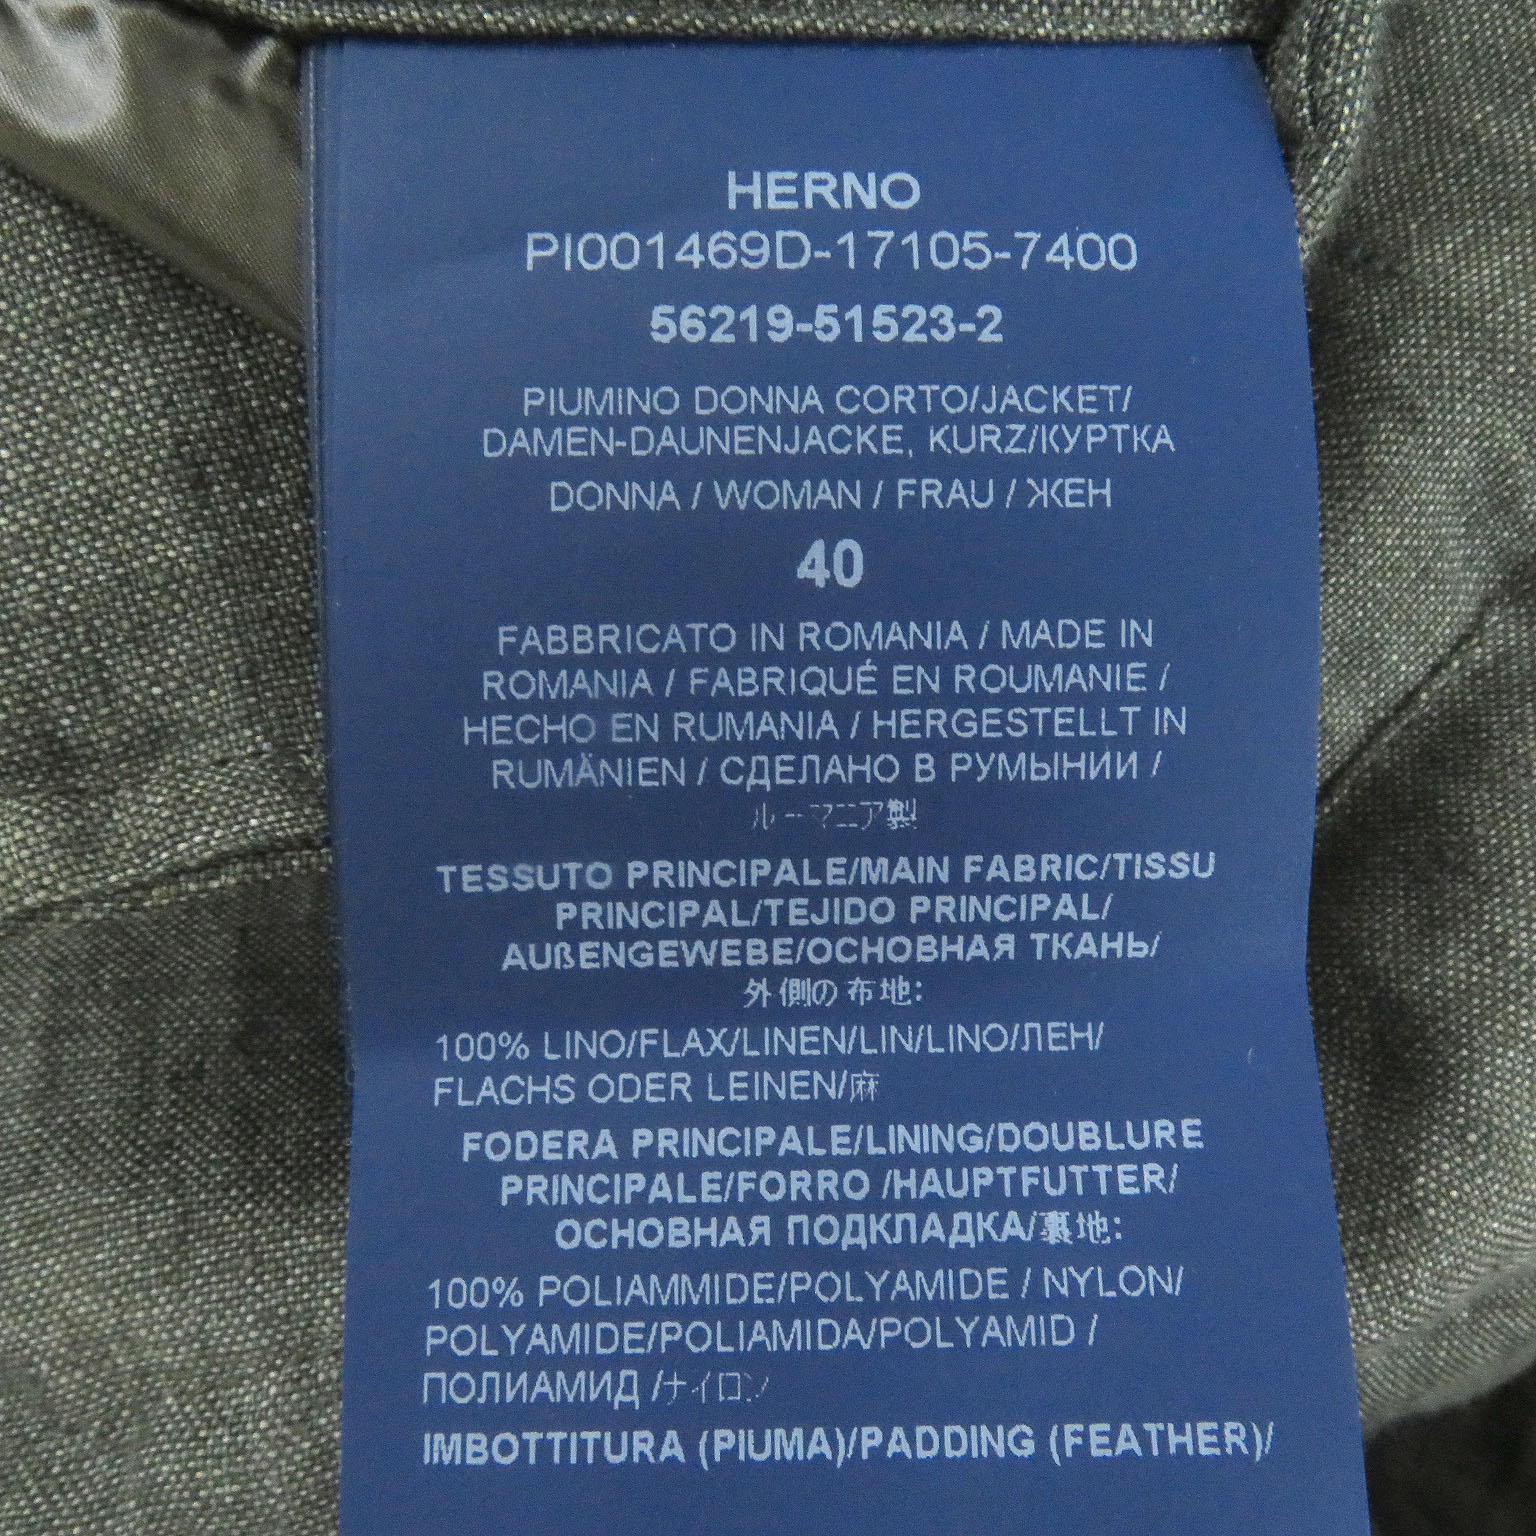 HERNO
PI001469D-17105-7400
56219-51523-2
PIUMINO DONNA CORTO/JACKET/
DAMEN-DAUNENJACKE, KURZ/КУРТКА
DONNA / WOMAN / FRAU / ЖЕН
40
FABBRICATO IN ROMANIA / MADE IN
ROMANIA / FABRIQUÉ EN ROUMANIE /
HECHO EN RUMANIA / HERGESTELLT IN
RUMÄNIEN / СДЕЛАНО В РУМЫНИИ /
ルーマニア製
TESSUTO PRINCIPALE/MAIN FABRIC/TISSU
PRINCIPAL/TEJIDO PRINCIPAL/
AUßENGEWEBE/ОСНОВНАЯ ТКАНЬ/
外側の布地:
100% LINO/FLAX/LINEN/LIN/LINO/ЛЕН/
FLACHS ODER LEINEN/麻
FODERA PRINCIPALE/LINING/DOUBLURE
PRINCIPALE/FORRO /HAUPTFUTTER/
ОСНОВНАЯ ПОДКЛАДКА/裏地:
100% POLIAMMIDE/POLYAMIDE / NYLON/
POLYAMIDE/POLIAMIDA/POLYAMID /
ПОЛИАМИД /ナイロン
IMBOTTITURA (PIUMA)/PADDING (FEATHER)/